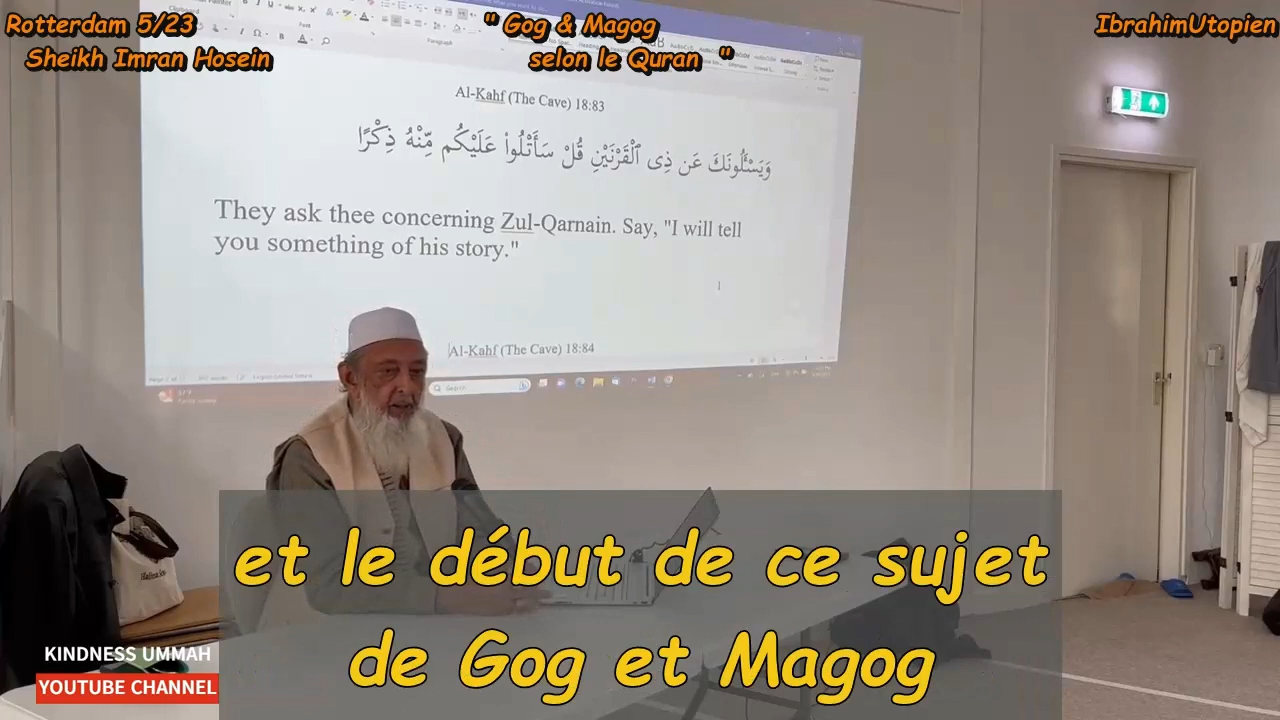 Rotterdam 5/23
Sheikh Imran Hosein
" Gog & Magog
selon le Quran "
IbrahimUtopien
Al-Kahf (The Cave) 18:83
وَيَسْـَٔلُونَكَ عَن ذِى ٱلْقَرْنَيْنِ قُلْ سَأَتْلُوا۟ عَلَيْكُم مِّنْهُ ذِكْرًا
They ask thee concerning Zul-Qarnain. Say, "I will tell
you something of his story."
1
Al-Kahf (The Cave) 18:84
Search
et le début de ce sujet
de Gog et Magog
KINDNESS UMMAH
YOUTUBE CHANNEL